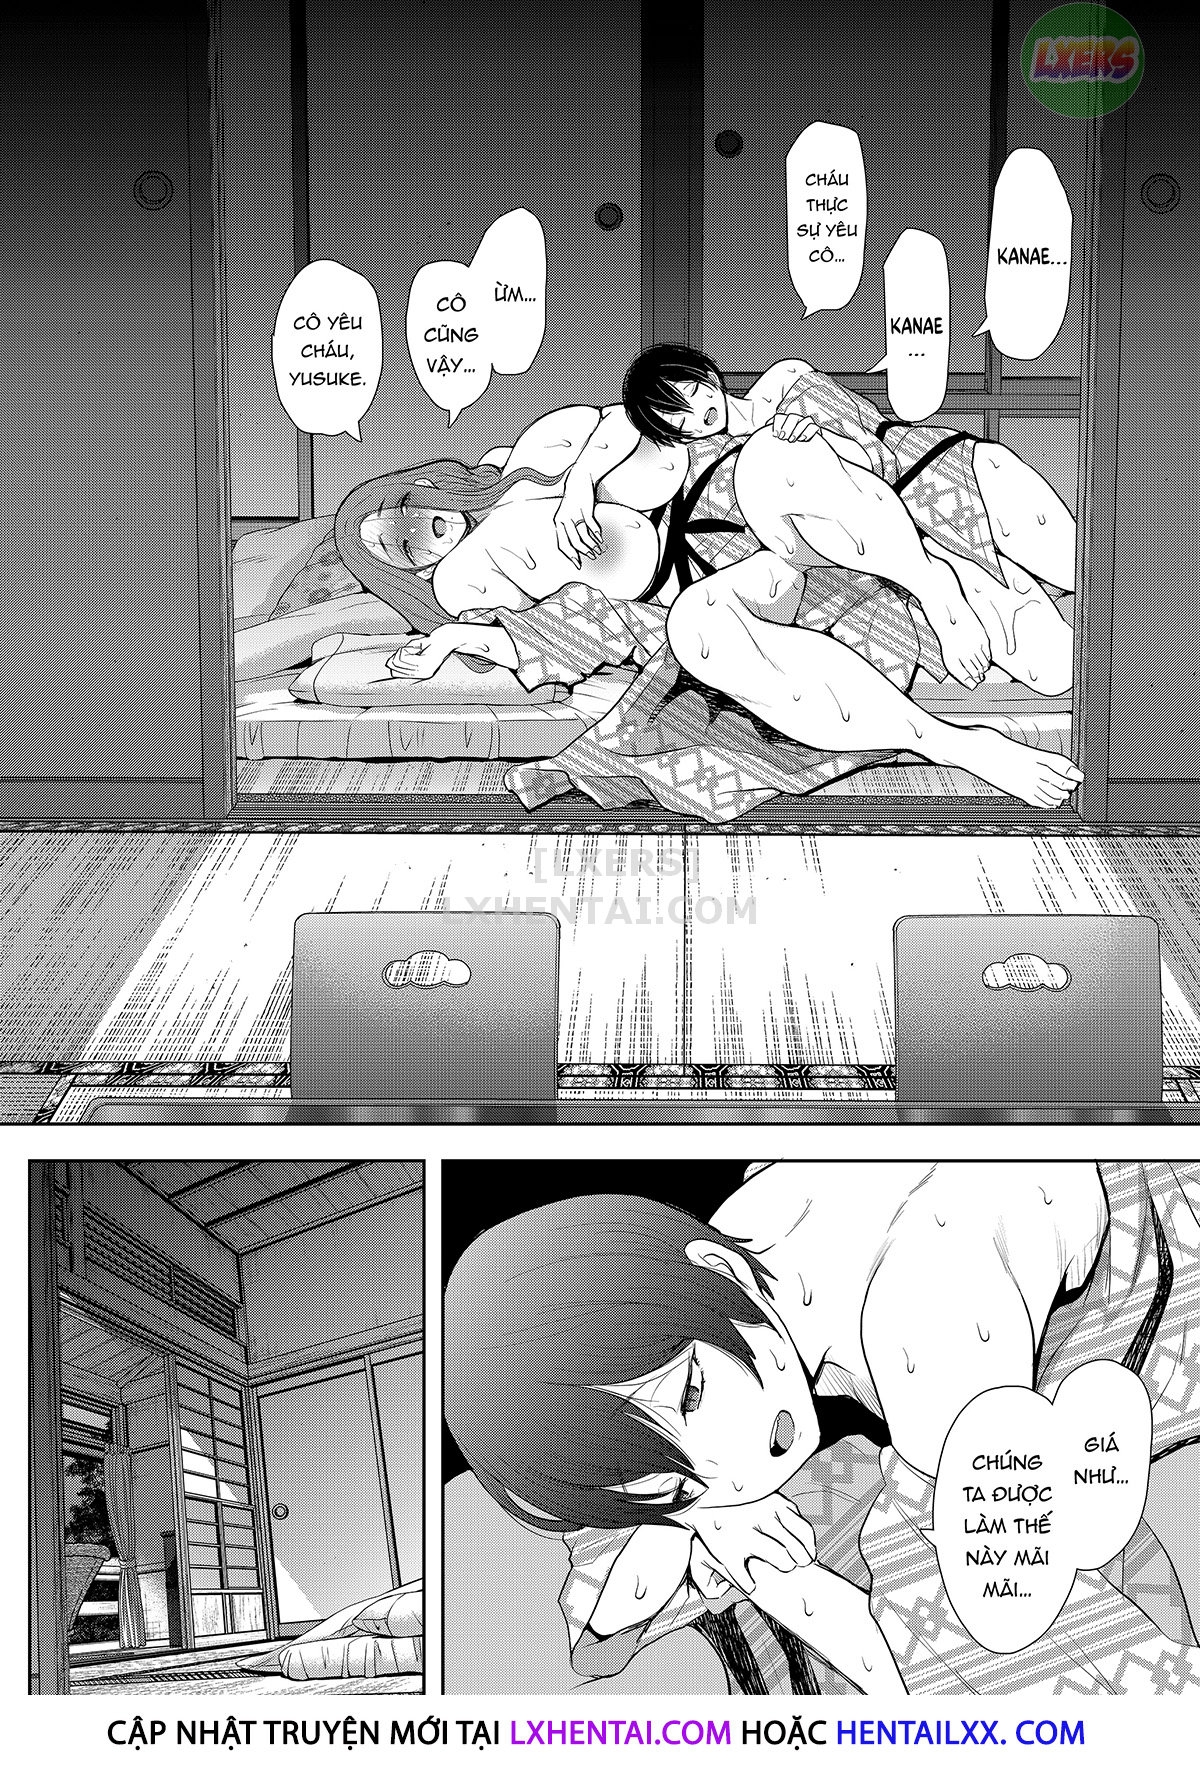 LXERS
KANAE...
KANAE
...
CHÁU
THỰC
SỰ YÊU
CÔ...
ỪM...
CÔ
CŨNG
VẬY...
CÔ YÊU
CHÁU,
YUSUKE.
[LXERS]
LXHENTAI.COM
GIÁ
NHƯ...
CHÚNG
TA ĐƯỢC
LÀM THẾ
NÀY MÃI
MÃI...
CẬP NHẬT TRUYỆN MỚI TẠI LXHENTAI.COM HOẶC HENTAILXX. COM